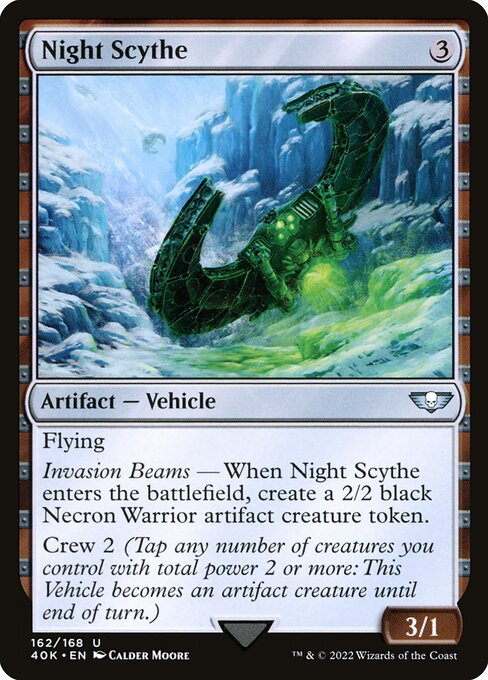 Night Scythe 3
Artifact — Vehicle
Flying
Invasion Beams — When Night Scythe
enters the battlefield, create a 2/2 black
Necron Warrior artifact creature token.
Crew 2 (Tap any number of creatures you
control with total power 2 or more: This
Vehicle becomes an artifact creature until
end of turn.)
3/1
162/168 U
40K • EN Calder Moore
™ & © 2022 Wizards of the Coast